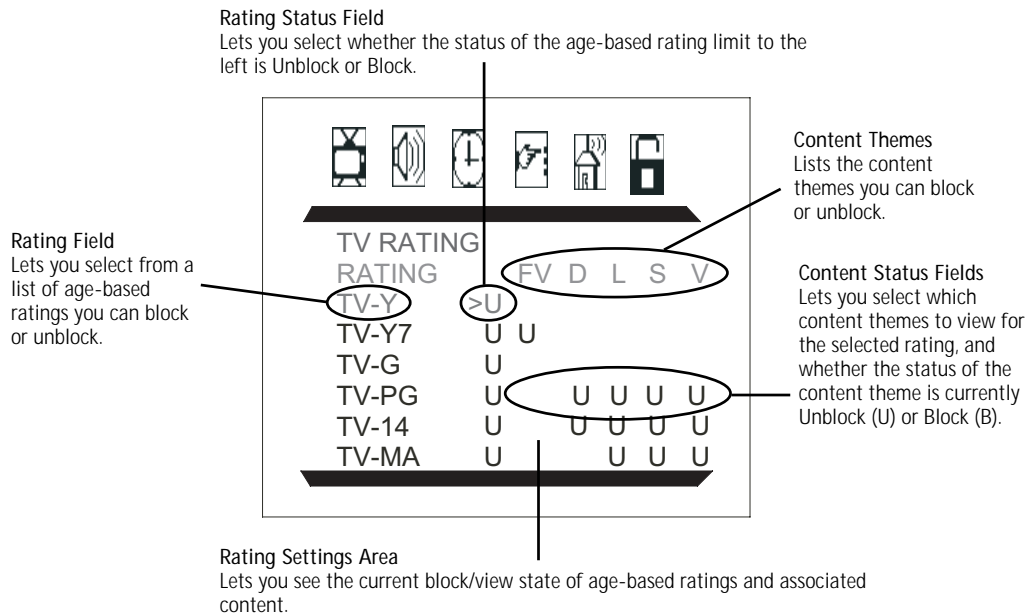 Rating Status Field
Lets you select whether the status of the age-based rating limit to the
left is Unblock or Block.
Content Themes
Lists the content
themes you can block
or unblock.
Rating Field
Lets you select from a
list of age-based
ratings you can block
or unblock.
TV RATING
RATING FV D L S V
TV-Y >U
TV-Y7 U U
TV-G U
TV-PG U U U U U
TV-14 U U U U U
TV-MA U U U U
Content Status Fields
Lets you select which
content themes to view for
the selected rating, and
whether the status of the
content theme is currently
Unblock (U) or Block (B).
Rating Settings Area
Lets you see the current block/view state of age-based ratings and associated
content.